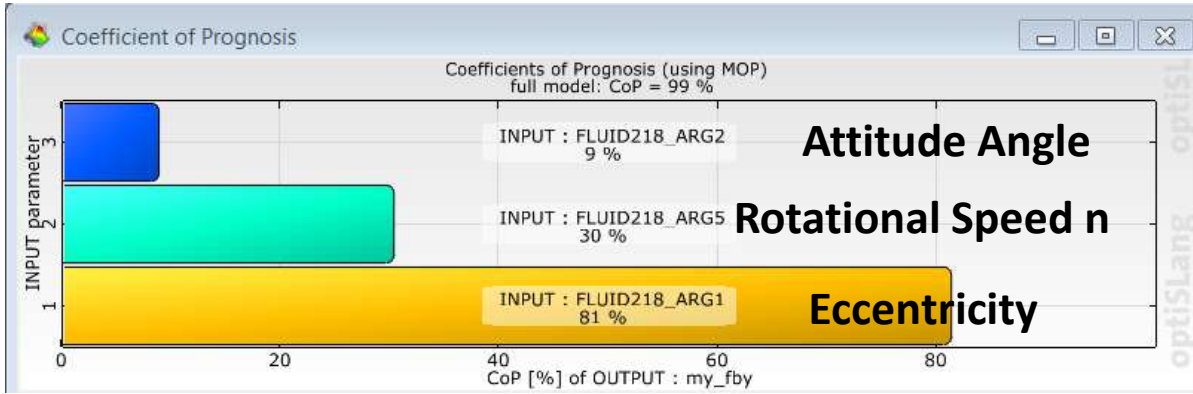 Coefficient of Prognosis
Coefficients of Prognosis (using MOP)
full model: CoP = 99 %
INPUT parameter
3
INPUT : FLUID218_ARG2
9 %
Attitude Angle
2
INPUT : FLUID218_ARG5
30 %
Rotational Speed n
1
INPUT : FLUID218_ARG1
81 %
Eccentricity
0 20 40 60 80
CoP [%] of OUTPUT : my_fby
optiSLang optiSL